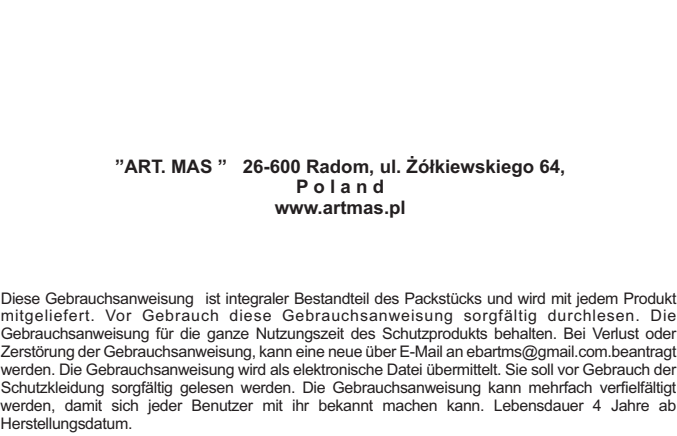 ”ART. MAS ” 26-600 Radom, ul. Żółkiewskiego 64,
P o l a n d
www.artmas.pl
Diese Gebrauchsanweisung ist integraler Bestandteil des Packstücks und wird mit jedem Produkt
mitgeliefert. Vor Gebrauch diese Gebrauchsanweisung sorgfältig durchlesen. Die
Gebrauchsanweisung für die ganze Nutzungszeit des Schutzprodukts behalten. Bei Verlust oder
Zerstörung der Gebrauchsanweisung, kann eine neue über E-Mail an ebartms@gmail.com.beantragt
werden. Die Gebrauchsanweisung wird als elektronische Datei übermittelt. Sie soll vor Gebrauch der
Schutzkleidung sorgfältig gelesen werden. Die Gebrauchsanweisung kann mehrfach verfielfältigt
werden, damit sich jeder Benutzer mit ihr bekannt machen kann. Lebensdauer 4 Jahre ab
Herstellungsdatum.